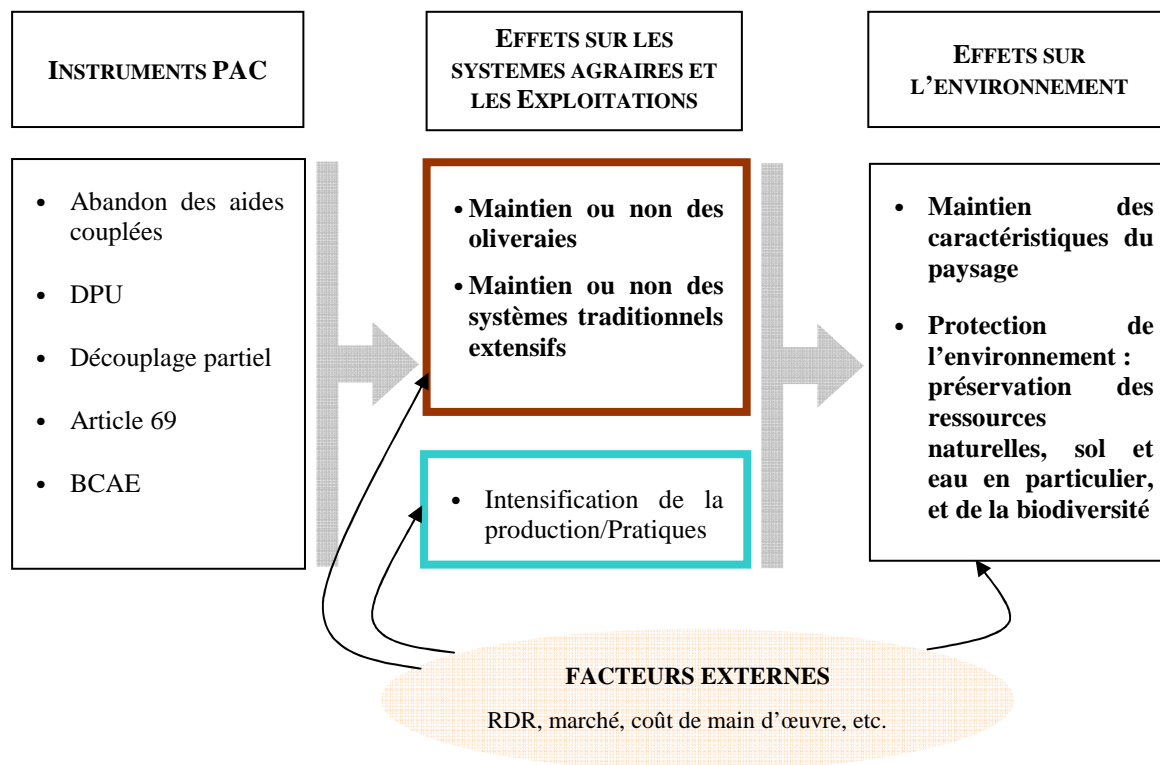 INSTRUMENTS PAC
EFFETS SUR LES
SYSTEMES AGRAIRES ET
LES EXPLOITATIONS
EFFETS SUR
L’ENVIRONNEMENT
• Abandon des aides
couplées
• DPU
• Découplage partiel
• Article 69
• BCAE
• Maintien ou non des
oliveraies
• Maintien ou non des
systèmes traditionnels
extensifs
• Intensification de la
production/Pratiques
• Maintien des
caractéristiques du
paysage
• Protection de
l’environnement :
préservation des
ressources
naturelles, sol et
eau en particulier,
et de la biodiversité
FACTEURS EXTERNES
RDR, marché, coût de main d’œuvre, etc.